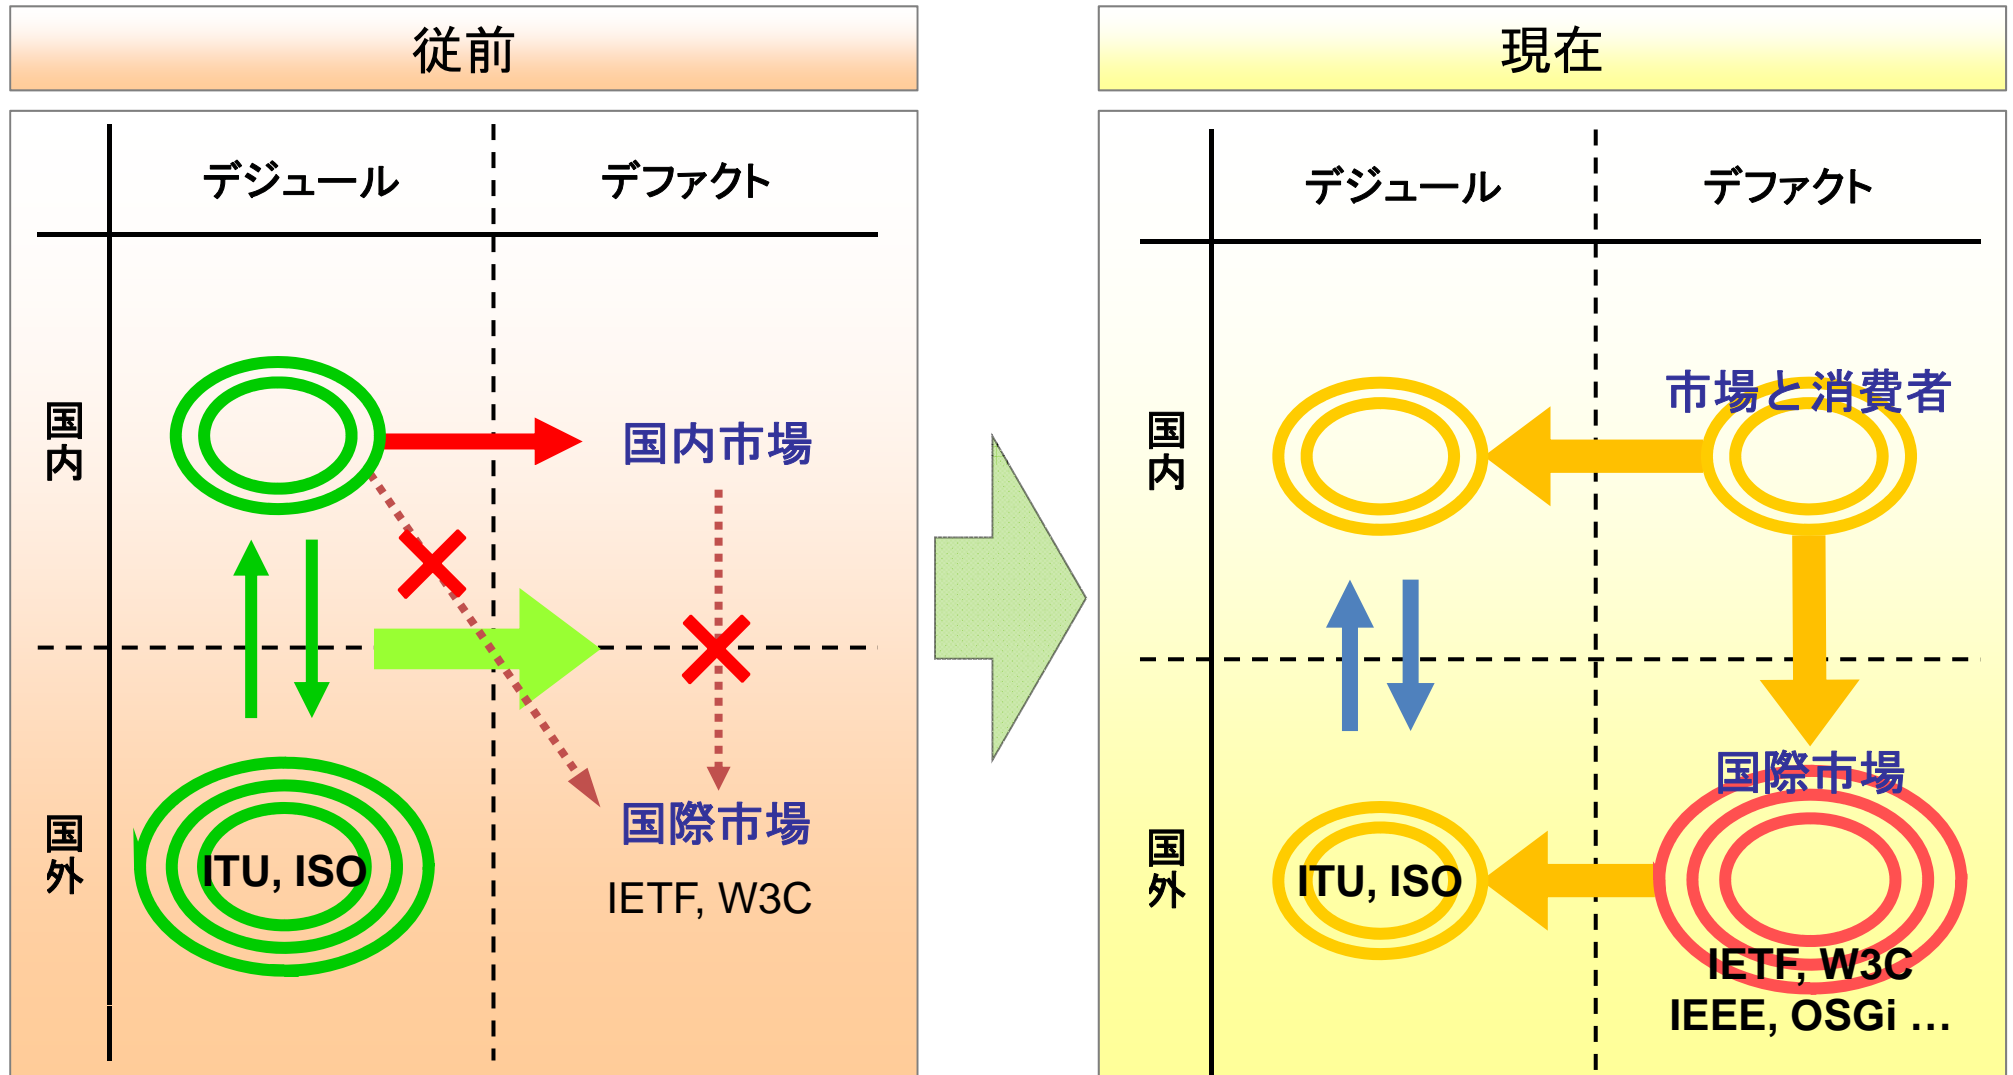 従前
デジュール
デファクト
国内
国内市場
国外
ITU, ISO
国際市場
IETF, W3C
現在
デジュール
デファクト
国内
市場と消費者
国外
ITU, ISO
国際市場
IETF, W3C
IEEE, OSGi …